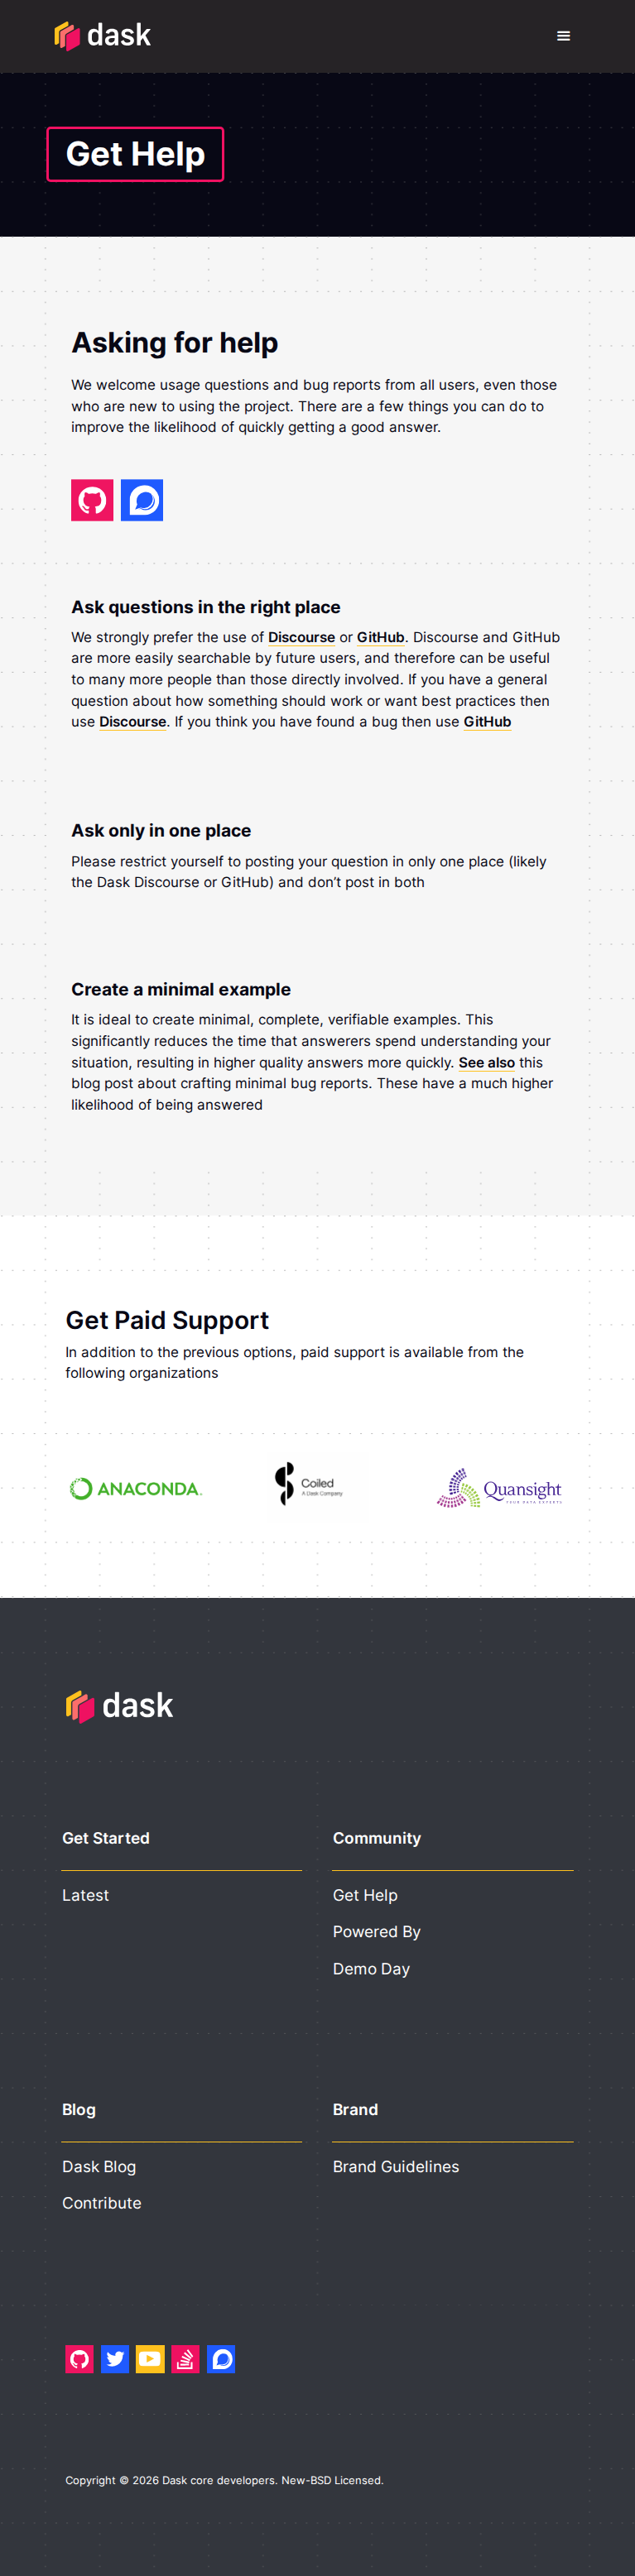 dask
Get Help
Asking for help
We welcome usage questions and bug reports from all users, even those
who are new to using the project. There are a few things you can do to
improve the likelihood of quickly getting a good answer.
Ask questions in the right place
We strongly prefer the use of Discourse or GitHub. Discourse and GitHub
are more easily searchable by future users, and therefore can be useful
to many more people than those directly involved. If you have a general
question about how something should work or want best practices then
use Discourse. If you think you have found a bug then use GitHub
Ask only in one place
Please restrict yourself to posting your question in only one place (likely
the Dask Discourse or GitHub) and don’t post in both
Create a minimal example
It is ideal to create minimal, complete, verifiable examples. This
significantly reduces the time that answerers spend understanding your
situation, resulting in higher quality answers more quickly. See also this
blog post about crafting minimal bug reports. These have a much higher
likelihood of being answered
Get Paid Support
In addition to the previous options, paid support is available from the
following organizations
ANACONDA.
Coiled
A Dask Company
Quansight
YOUR DATA EXPERTS
dask
Get Started
Latest
Community
Get Help
Powered By
Demo Day
Blog
Dask Blog
Contribute
Brand
Brand Guidelines
Copyright © 2026 Dask core developers. New-BSD Licensed.